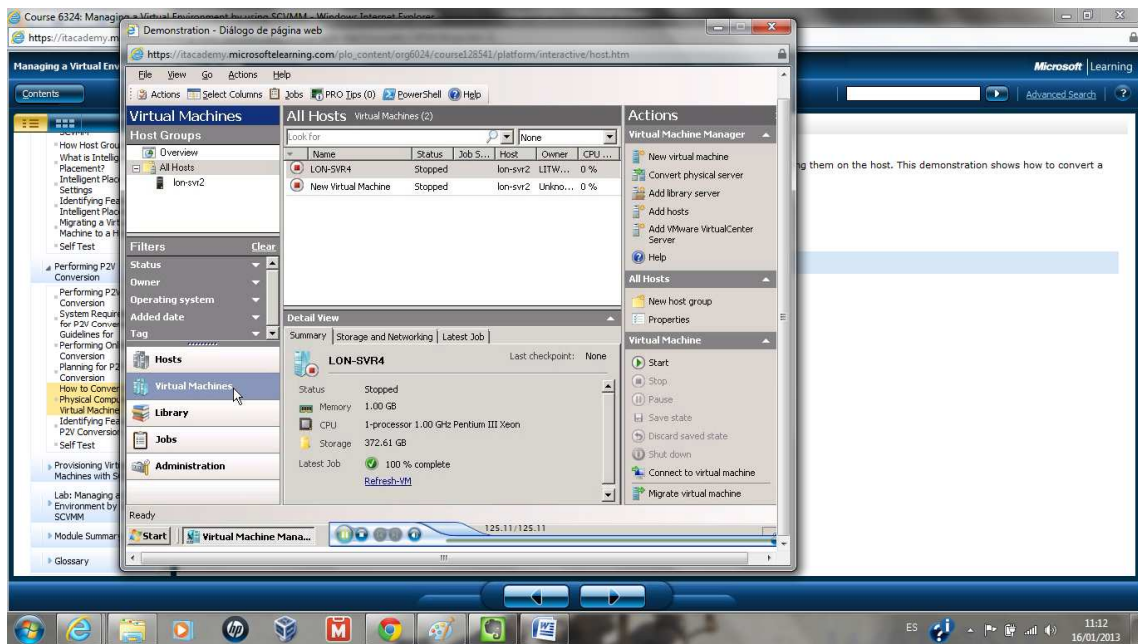 Course 6324: Managing a Virtual Environment by using SCVMM - Windows Internet Explorer
https://itacademy.m
Managing a Virtual Env
Microsoft | Learning
Contents
Advanced Search
?
How Host Grou
What is Intellig
Placement?
Intelligent Plac
Settings
Identifying Fea
Intelligent Plac
Migrating a Virt
Machine to a H
Self Test
Performing P2V
Conversion
Performing P2V
Conversion
System Require
for P2V Conver
Guidelines for
Performing Onl
Conversion
Planning for P2
Conversion
How to Conver
Physical Compu
Virtual Machine
Identifying Fea
P2V Conversion
Self Test
Provisioning Virt
Machines with S
Lab: Managing a
Environment by
SCVMM
Module Summar
Glossary
ng them on the host. This demonstration shows how to convert a
Demonstration - Diálogo de página web
https://itacademy.microsoftelearning.com/plo_content/org6024/course128541/platform/interactive/host.htm
File View Go Actions Help
Actions Select Columns Jobs PRO Tips (0) PowerShell Help
Virtual Machines
Host Groups
Overview
All Hosts
lon-svr2
Filters Clear
Status
Owner
Operating system
Added date
Tag
Hosts
Virtual Machines
Library
Jobs
Administration
All Hosts Virtual Machines (2)
Look for None
Name Status Job S... Host Owner CPU ...
LON-SVR4 Stopped lon-svr2 LITW... 0 %
New Virtual Machine Stopped lon-svr2 Unkno... 0 %
Detail View
Summary Storage and Networking Latest Job
LON-SVR4 Last checkpoint: None
Status Stopped
Memory 1.00 GB
CPU 1-processor 1.00 GHz Pentium III Xeon
Storage 372.61 GB
Latest Job 100 % complete
Refresh-VM
Actions
Virtual Machine Manager
New virtual machine
Convert physical server
Add library server
Add hosts
Add VMware VirtualCenter
Server
Help
All Hosts
New host group
Properties
Virtual Machine
Start
Stop
Pause
Save state
Discard saved state
Shut down
Connect to virtual machine
Migrate virtual machine
Ready
Start Virtual Machine Mana...
125.11/125.11
ES
11:12
16/01/2013